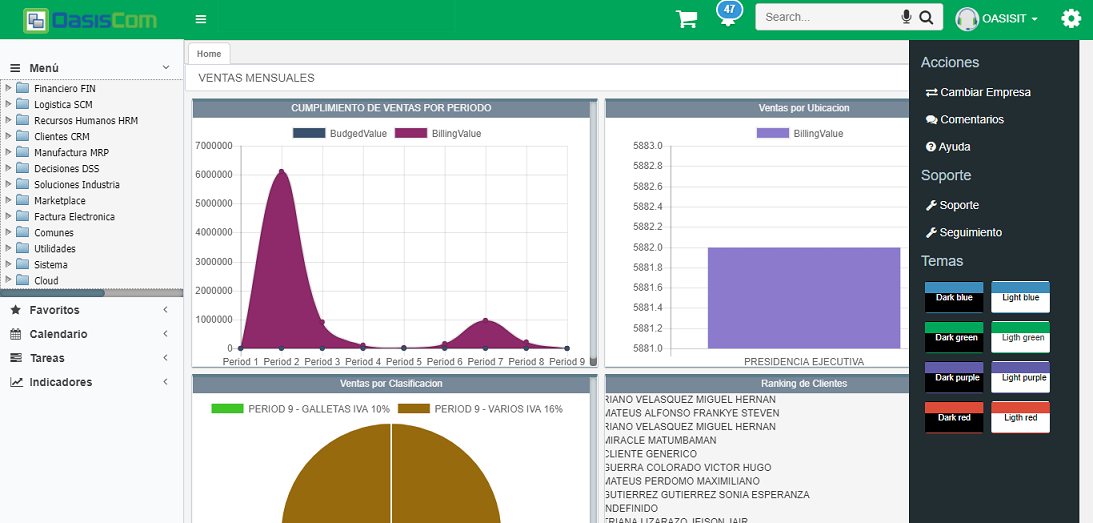 OasisCom
47
Search...
OASISIT
Menú
Financiero FIN
Logistica SCM
Recursos Humanos HRM
Clientes CRM
Manufactura MRP
Decisiones DSS
Soluciones Industria
Marketplace
Factura Electronica
Comunes
Utilidades
Sistema
Cloud
Favoritos
Calendario
Tareas
Indicadores
Home
VENTAS MENSUALES
CUMPLIMIENTO DE VENTAS POR PERIODO
BudgedValue BillingValue
7000000
6000000
5000000
4000000
3000000
2000000
1000000
0
Period 1 Period 2 Period 3 Period 4 Period 5 Period 6 Period 7 Period 8 Period 9
Ventas por Ubicacion
BillingValue
5883.0
5882.8
5882.6
5882.4
5882.2
5882.0
5881.8
5881.6
5881.4
5881.2
5881.0
PRESIDENCIA EJECUTIVA
Ventas por Clasificacion
PERIOD 9 - GALLETAS IVA 10% PERIOD 9 - VARIOS IVA 16%
Ranking de Clientes
RIANO VELASQUEZ MIGUEL HERNAN
MATEUS ALFONSO FRANKYE STEVEN
RIANO VELASQUEZ MIGUEL HERNAN
MIRACLE MATUMBAMAN
CLIENTE GENERICO
GUERRA COLORADO VICTOR HUGO
MATEUS PERDOMO MAXIMILIANO
GUTIERREZ GUTIERREZ SONIA ESPERANZA
INDEFINIDO
TRIANA LIZARAZO JEISON JAIR
Acciones
Cambiar Empresa
Comentarios
Ayuda
Soporte
Soporte
Seguimiento
Temas
Dark blue Light blue
Dark green Ligth green
Dark purple Light purple
Dark red Ligth red